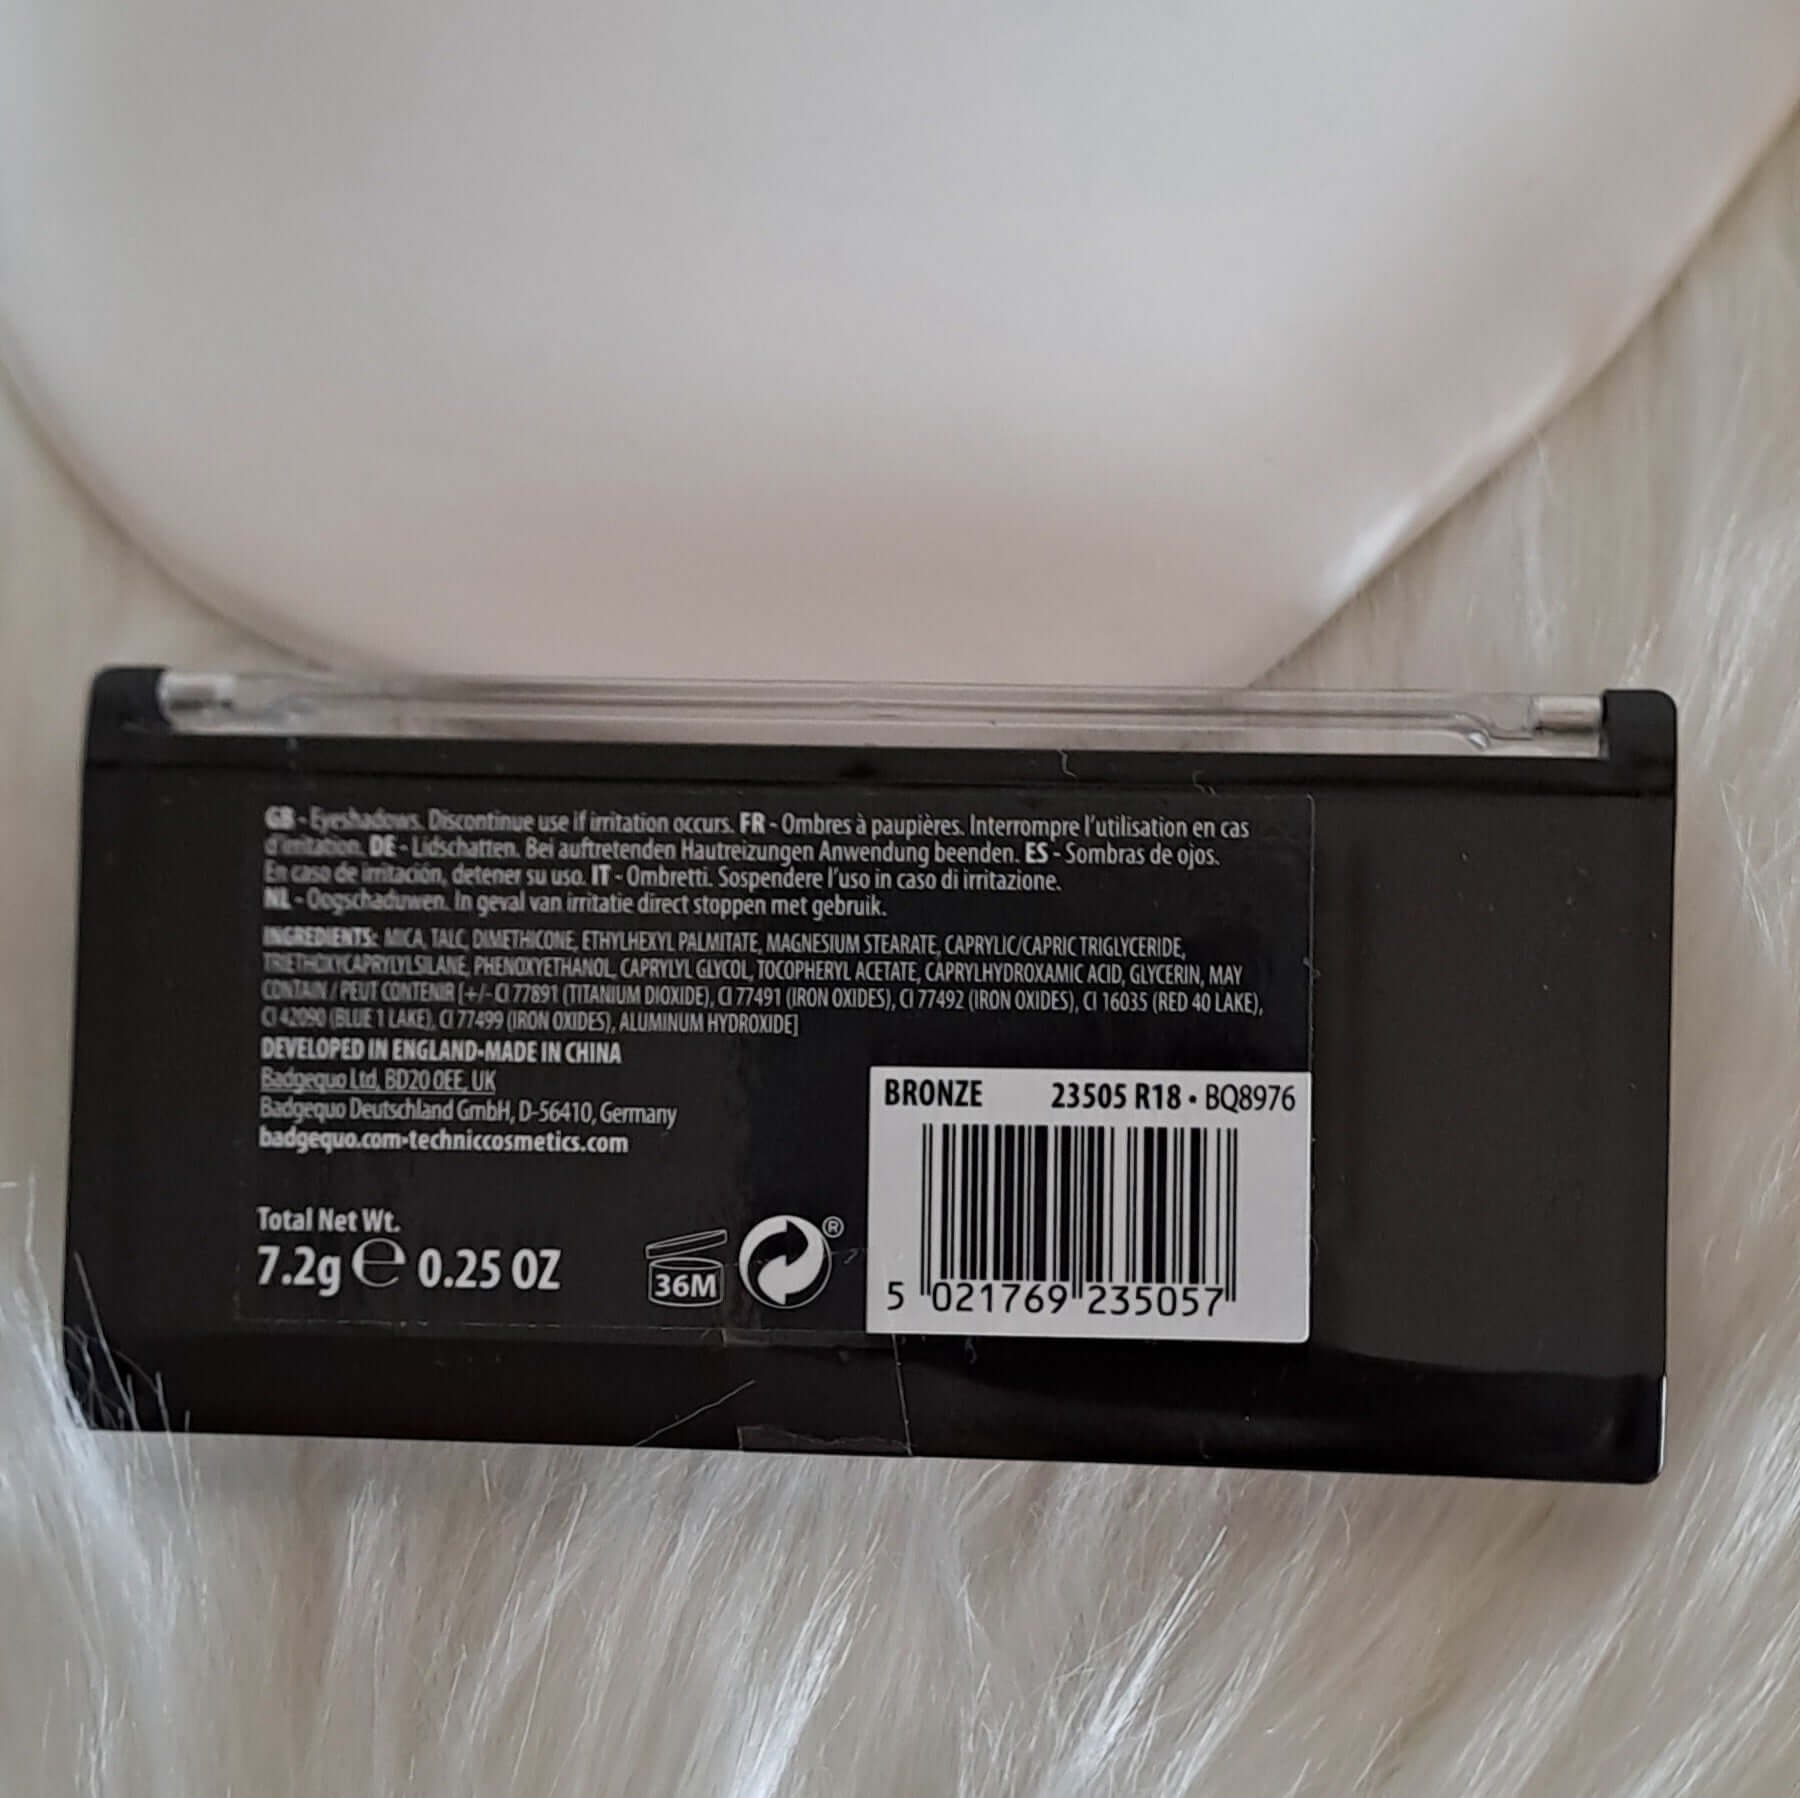 GB - Eyeshadows. Discontinue use if irritation occurs. FR - Ombres à paupières. Interrompre l'utilisation en cas
d'irritation. DE - Lidschatten. Bei auftretenden Hautreizungen Anwendung beenden. ES - Sombras de ojos.
En caso de irritación, detener su uso. IT - Ombretti. Sospendere l'uso in caso di irritazione.
NL - Oogschaduwen. In geval van irritatie direct stoppen met gebruik.
INGREDIENTS: MICA, TALC, DIMETHICONE, ETHYLHEXYL PALMITATE, MAGNESIUM STEARATE, CAPRYLIC/CAPRIC TRIGLYCERIDE,
TRIETHOXYCAPRYLYLSILANE, PHENOXYETHANOL, CAPRYLYL GLYCOL, TOCOPHERYL ACETATE, CAPRYLHYDROXAMIC ACID, GLYCERIN, MAY
CONTAIN / PEUT CONTENIR [+/- CI 77891 (TITANIUM DIOXIDE), CI 77491 (IRON OXIDES), CI 77492 (IRON OXIDES), CI 16035 (RED 40 LAKE),
CI 42090 (BLUE 1 LAKE), CI 77499 (IRON OXIDES), ALUMINUM HYDROXIDE]
DEVELOPED IN ENGLAND•MADE IN CHINA
Badgequo Ltd, BD20 0EE. UK
Badgequo Deutschland GmbH, D-56410, Germany
badgequo.com•techniccosmetics.com
Total Net Wt.
7.2g ℮ 0.25 OZ
36M
®
BRONZE 23505 R18 • BQ8976
5 021769 235057